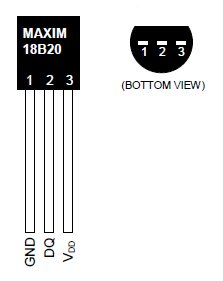 MAXIM
18B20
1 2 3
1 2 3
(BOTTOM VIEW)
GND
DQ
VDD